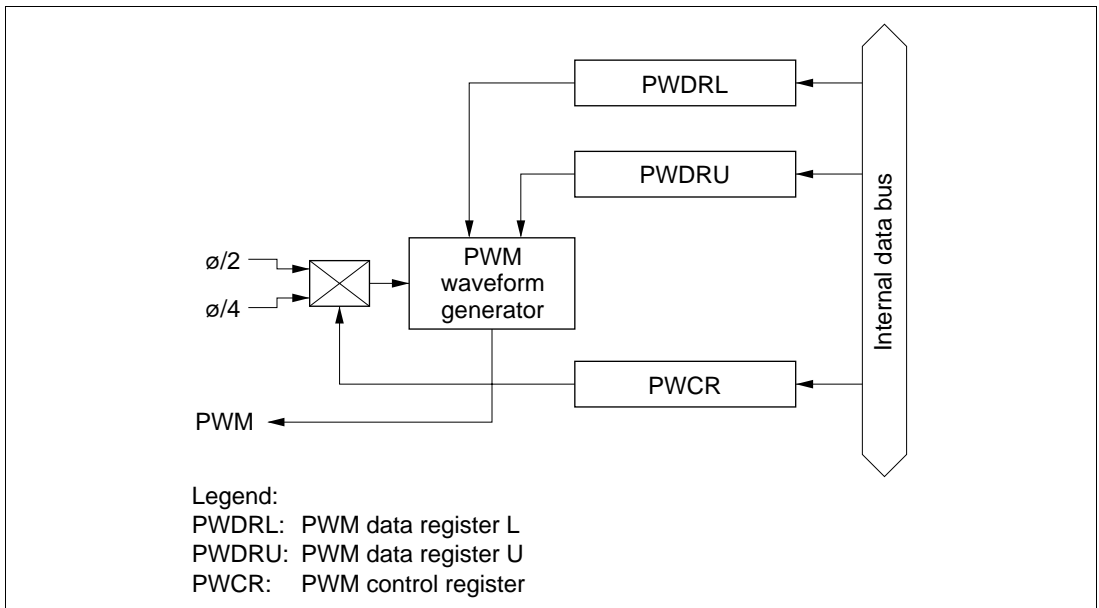 PWDRL
PWDRU
Internal data bus
PWM
waveform
generator
ø/2
ø/4
PWCR
PWM
Legend:
PWDRL: PWM data register L
PWDRU: PWM data register U
PWCR: PWM control register